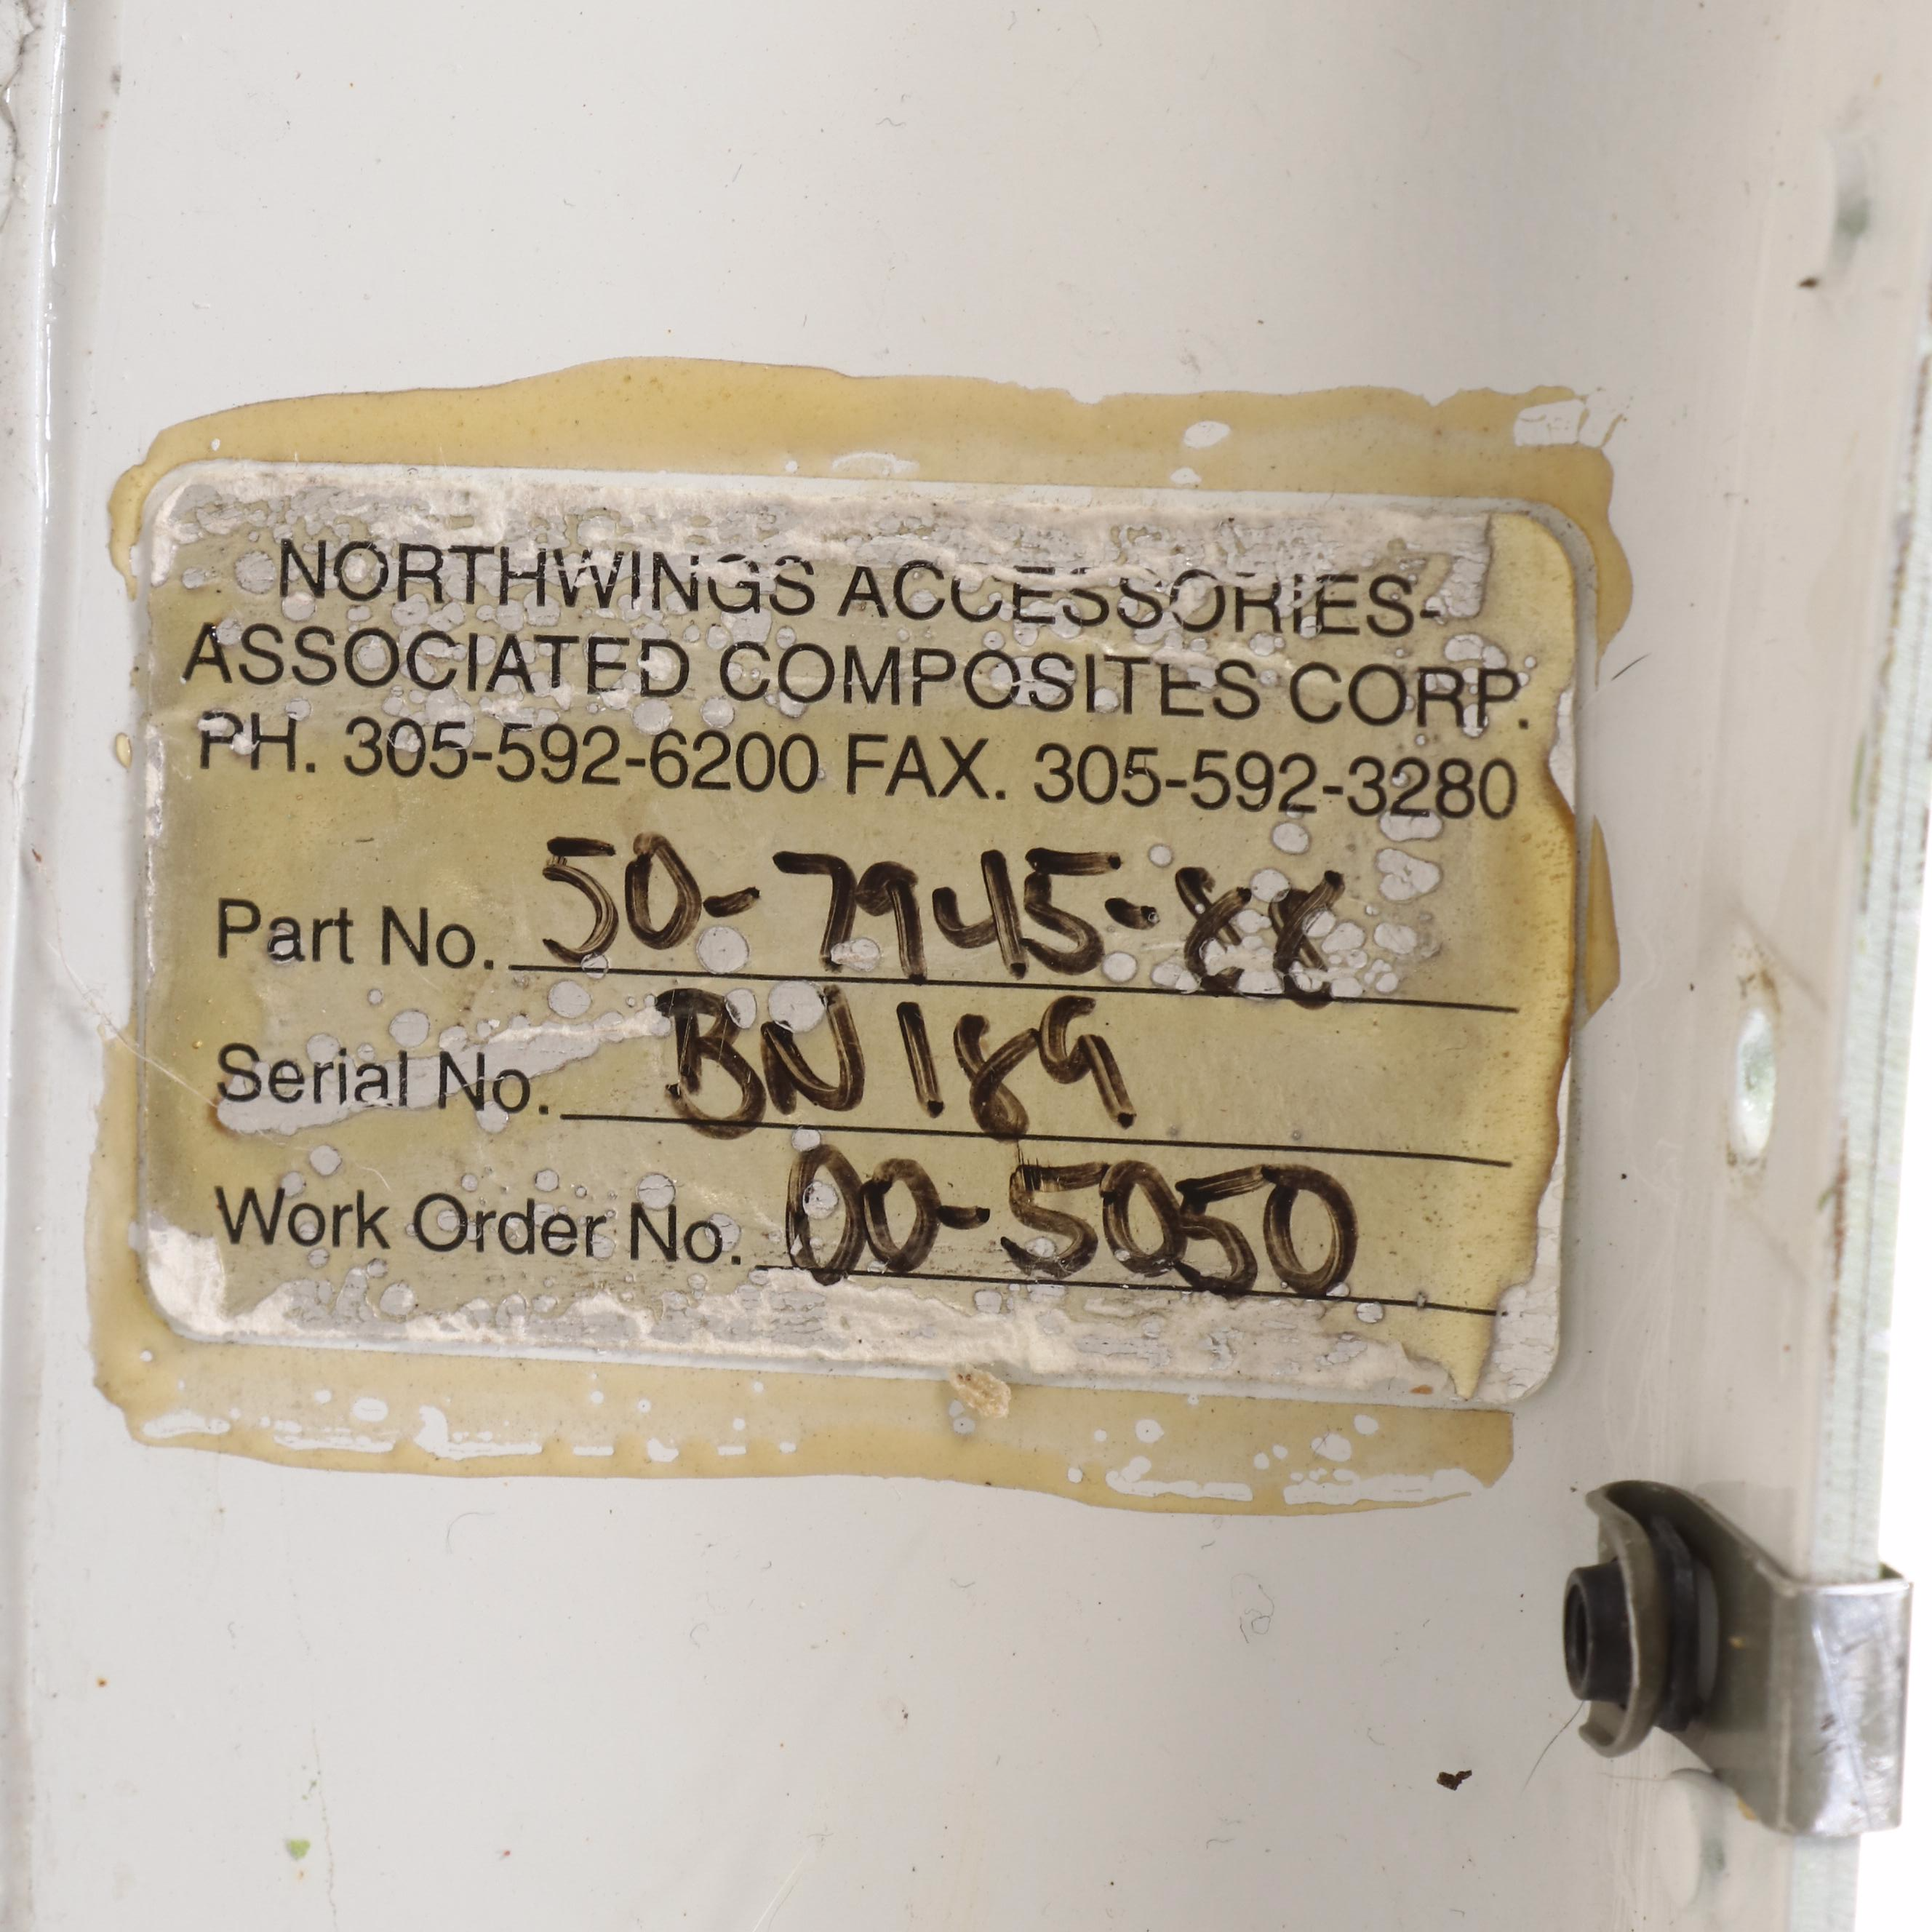 NORTHWINGS ACCESSORIES-
ASSOCIATED COMPOSITES CORP.
PH. 305-592-6200 FAX. 305-592-3280
Part No. 50-7945-XX
Serial No. BN189
Work Order No. 00-5050